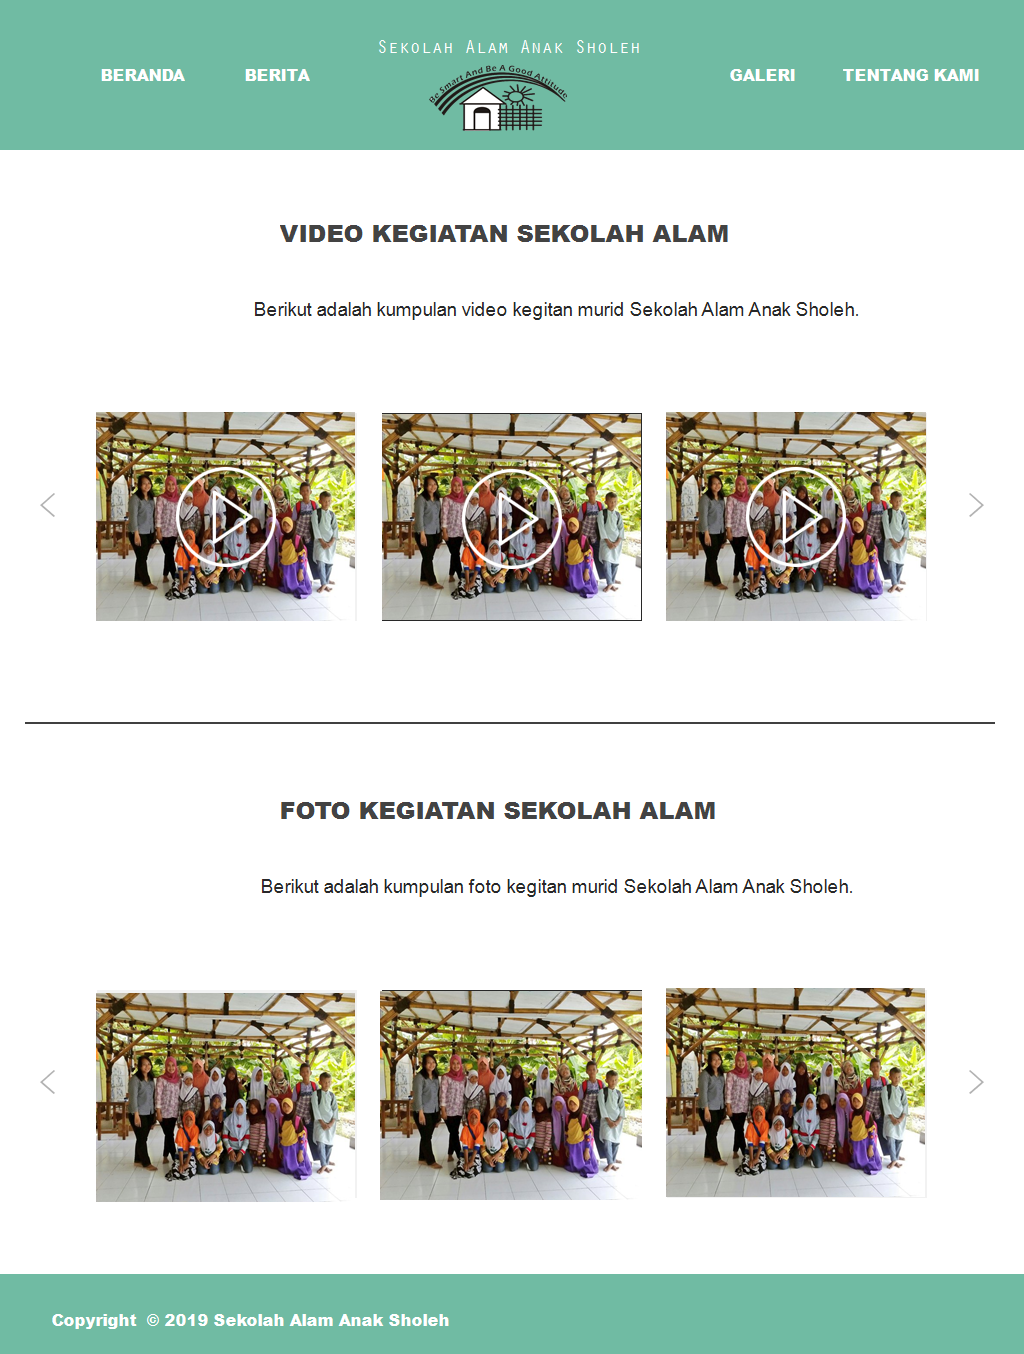 Sekolah Alam Anak Sholeh
BERANDA BERITA GALERI TENTANG KAMI
Be Smart And Be A Good Attitude
VIDEO KEGIATAN SEKOLAH ALAM
Berikut adalah kumpulan video kegitan murid Sekolah Alam Anak Sholeh.
FOTO KEGIATAN SEKOLAH ALAM
Berikut adalah kumpulan foto kegitan murid Sekolah Alam Anak Sholeh.
Copyright © 2019 Sekolah Alam Anak Sholeh